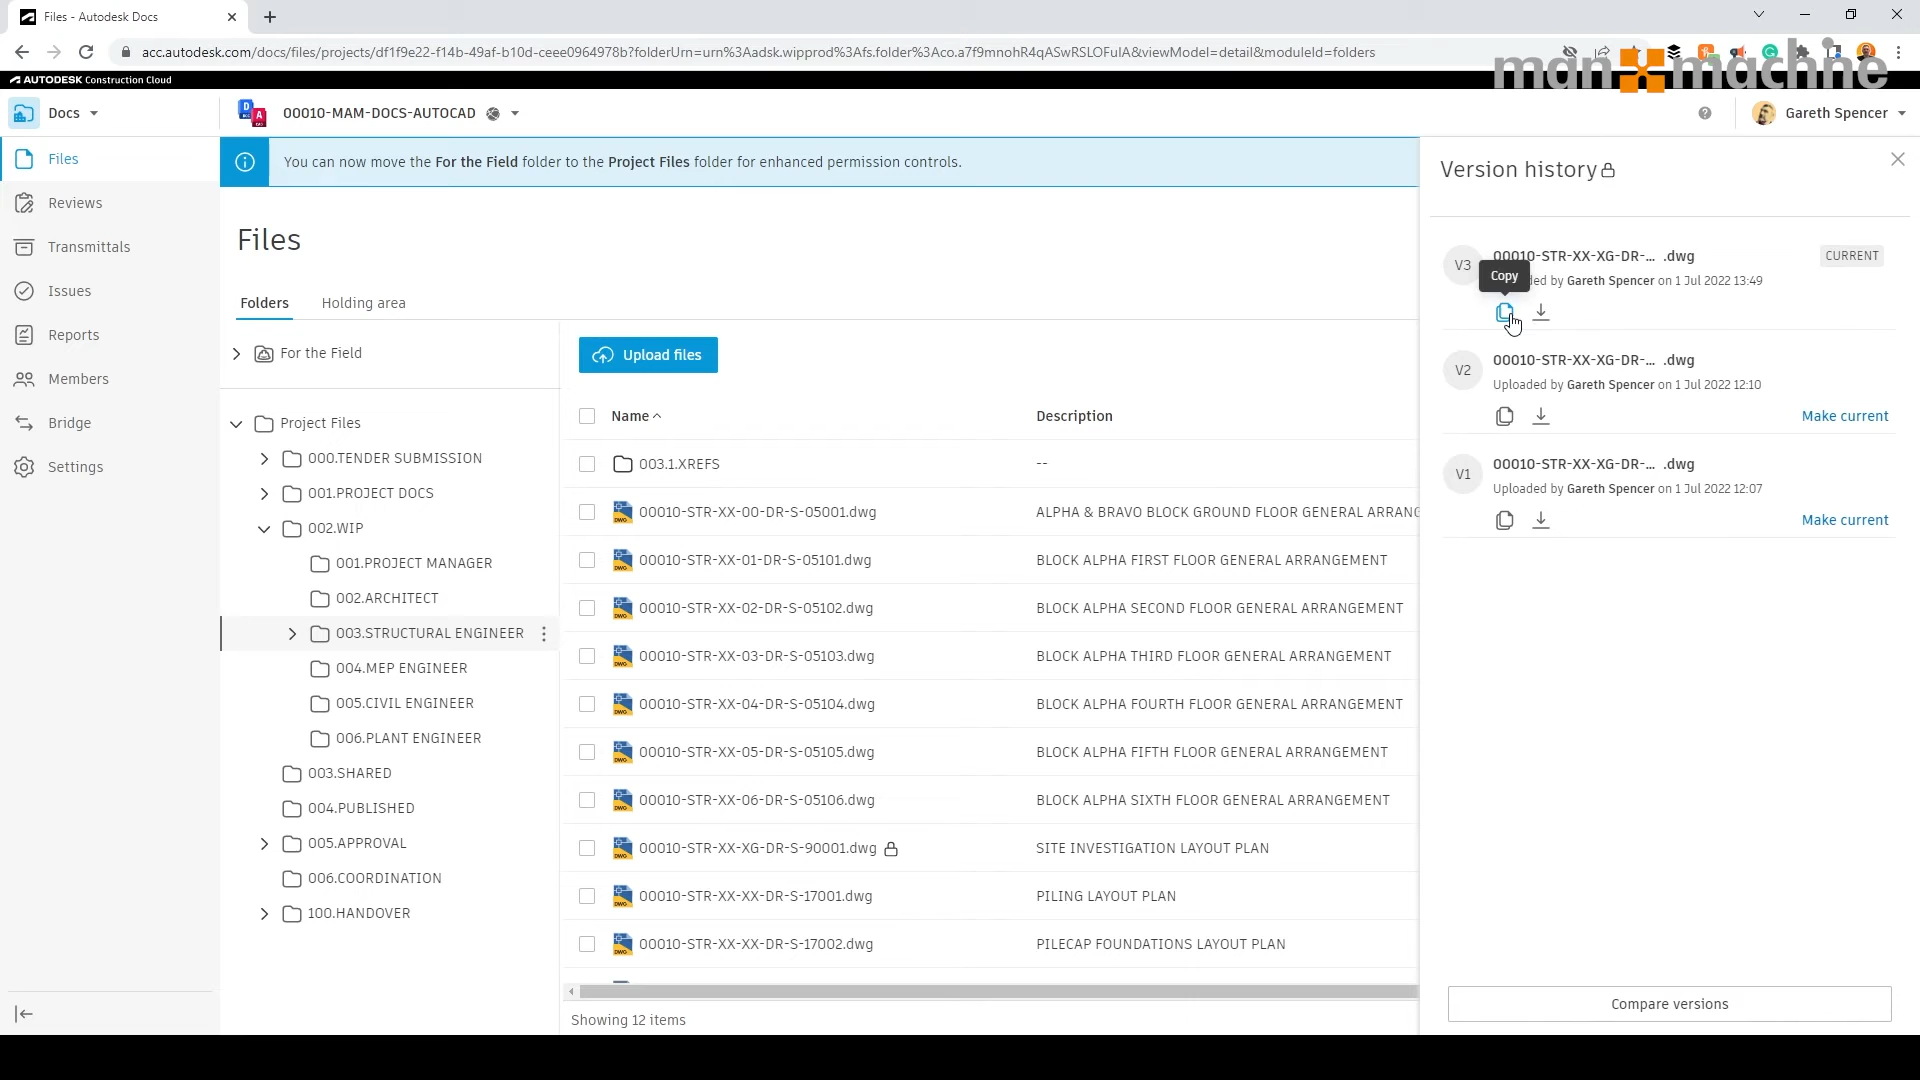 Files - Autodesk Docs
acc.autodesk.com/docs/files/projects/df1f9e22-f14b-49af-b10d-ceee0964978b?folderUrn=urn%3Aadsk.wipprod%3Afs.folder%3Aco.a7f9mnohR4qASwRSLOFuIA&viewModel=detail&moduleId=folders
AUTODESK Construction Cloud
man machine
Docs
00010-MAM-DOCS-AUTOCAD
Gareth Spencer
Files
Reviews
Transmittals
Issues
Reports
Members
Bridge
Settings
You can now move the For the Field folder to the Project Files folder for enhanced permission controls.
Files
Folders
Holding area
For the Field
Project Files
000.TENDER SUBMISSION
001.PROJECT DOCS
002.WIP
001.PROJECT MANAGER
002.ARCHITECT
003.STRUCTURAL ENGINEER
004.MEP ENGINEER
005.CIVIL ENGINEER
006.PLANT ENGINEER
003.SHARED
004.PUBLISHED
005.APPROVAL
006.COORDINATION
100.HANDOVER
Upload files
Name Description
003.1.XREFS --
00010-STR-XX-00-DR-S-05001.dwg ALPHA & BRAVO BLOCK GROUND FLOOR GENERAL ARRANG
00010-STR-XX-01-DR-S-05101.dwg BLOCK ALPHA FIRST FLOOR GENERAL ARRANGEMENT
00010-STR-XX-02-DR-S-05102.dwg BLOCK ALPHA SECOND FLOOR GENERAL ARRANGEMENT
00010-STR-XX-03-DR-S-05103.dwg BLOCK ALPHA THIRD FLOOR GENERAL ARRANGEMENT
00010-STR-XX-04-DR-S-05104.dwg BLOCK ALPHA FOURTH FLOOR GENERAL ARRANGEMENT
00010-STR-XX-05-DR-S-05105.dwg BLOCK ALPHA FIFTH FLOOR GENERAL ARRANGEMENT
00010-STR-XX-06-DR-S-05106.dwg BLOCK ALPHA SIXTH FLOOR GENERAL ARRANGEMENT
00010-STR-XX-XG-DR-S-90001.dwg SITE INVESTIGATION LAYOUT PLAN
00010-STR-XX-XX-DR-S-17001.dwg PILING LAYOUT PLAN
00010-STR-XX-XX-DR-S-17002.dwg PILECAP FOUNDATIONS LAYOUT PLAN
Showing 12 items
Version history
V3 00010-STR-XX-XG-DR-... .dwg CURRENT
Copy
ded by Gareth Spencer on 1 Jul 2022 13:49
V2 00010-STR-XX-XG-DR-... .dwg
Uploaded by Gareth Spencer on 1 Jul 2022 12:10
Make current
V1 00010-STR-XX-XG-DR-... .dwg
Uploaded by Gareth Spencer on 1 Jul 2022 12:07
Make current
Compare versions